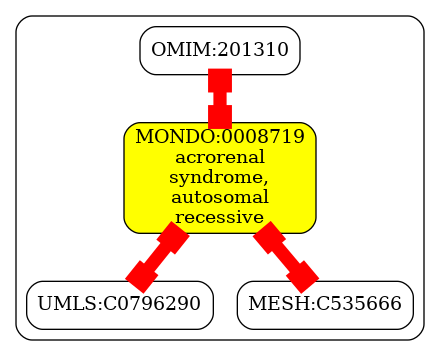 OMIM:201310
MONDO:0008719
acrorenal
syndrome,
autosomal
recessive
UMLS:C0796290
MESH:C535666